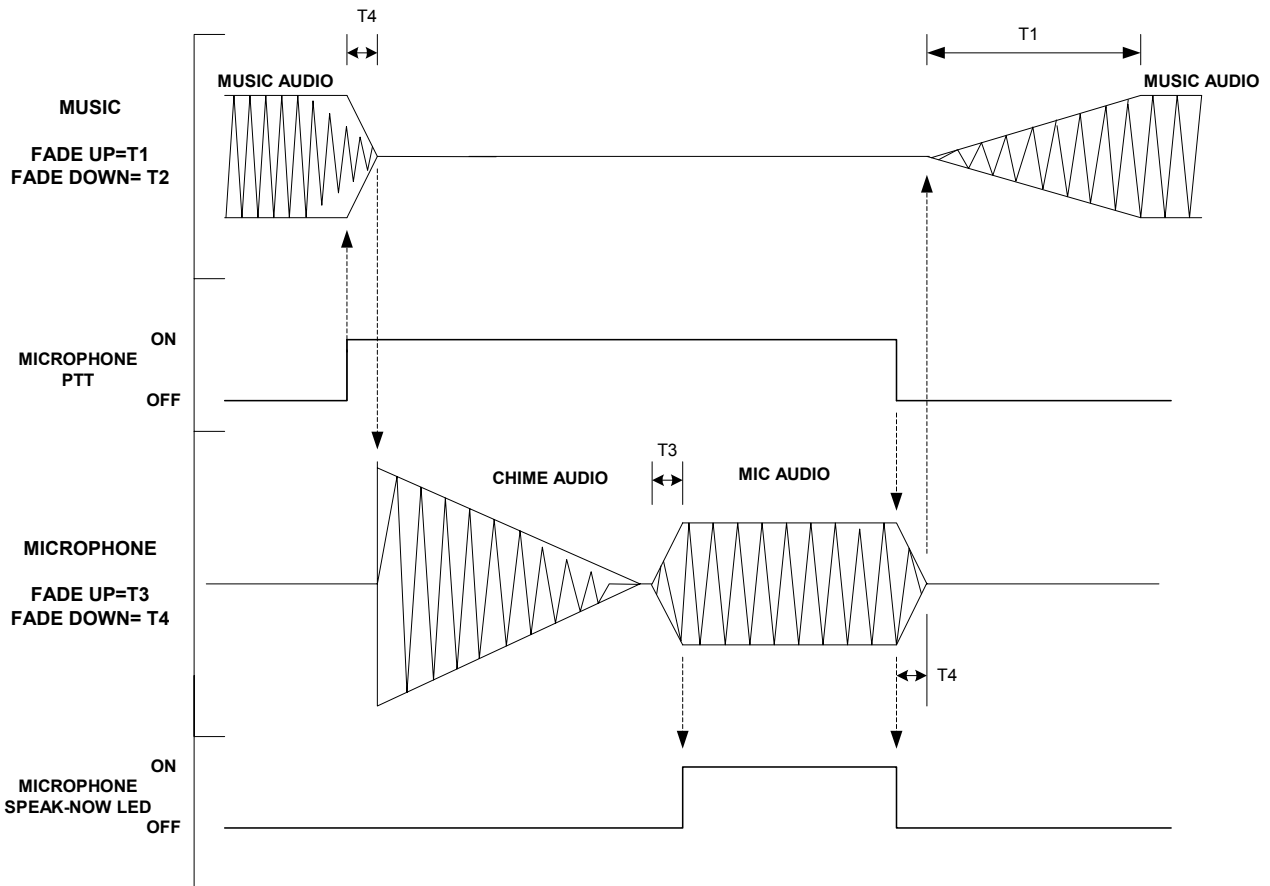 T4
T1
MUSIC AUDIO
MUSIC AUDIO
MUSIC
FADE UP=T1
FADE DOWN= T2
ON
MICROPHONE
PTT
OFF
T3
CHIME AUDIO
MIC AUDIO
MICROPHONE
FADE UP=T3
FADE DOWN= T4
T4
ON
MICROPHONE
SPEAK-NOW LED
OFF